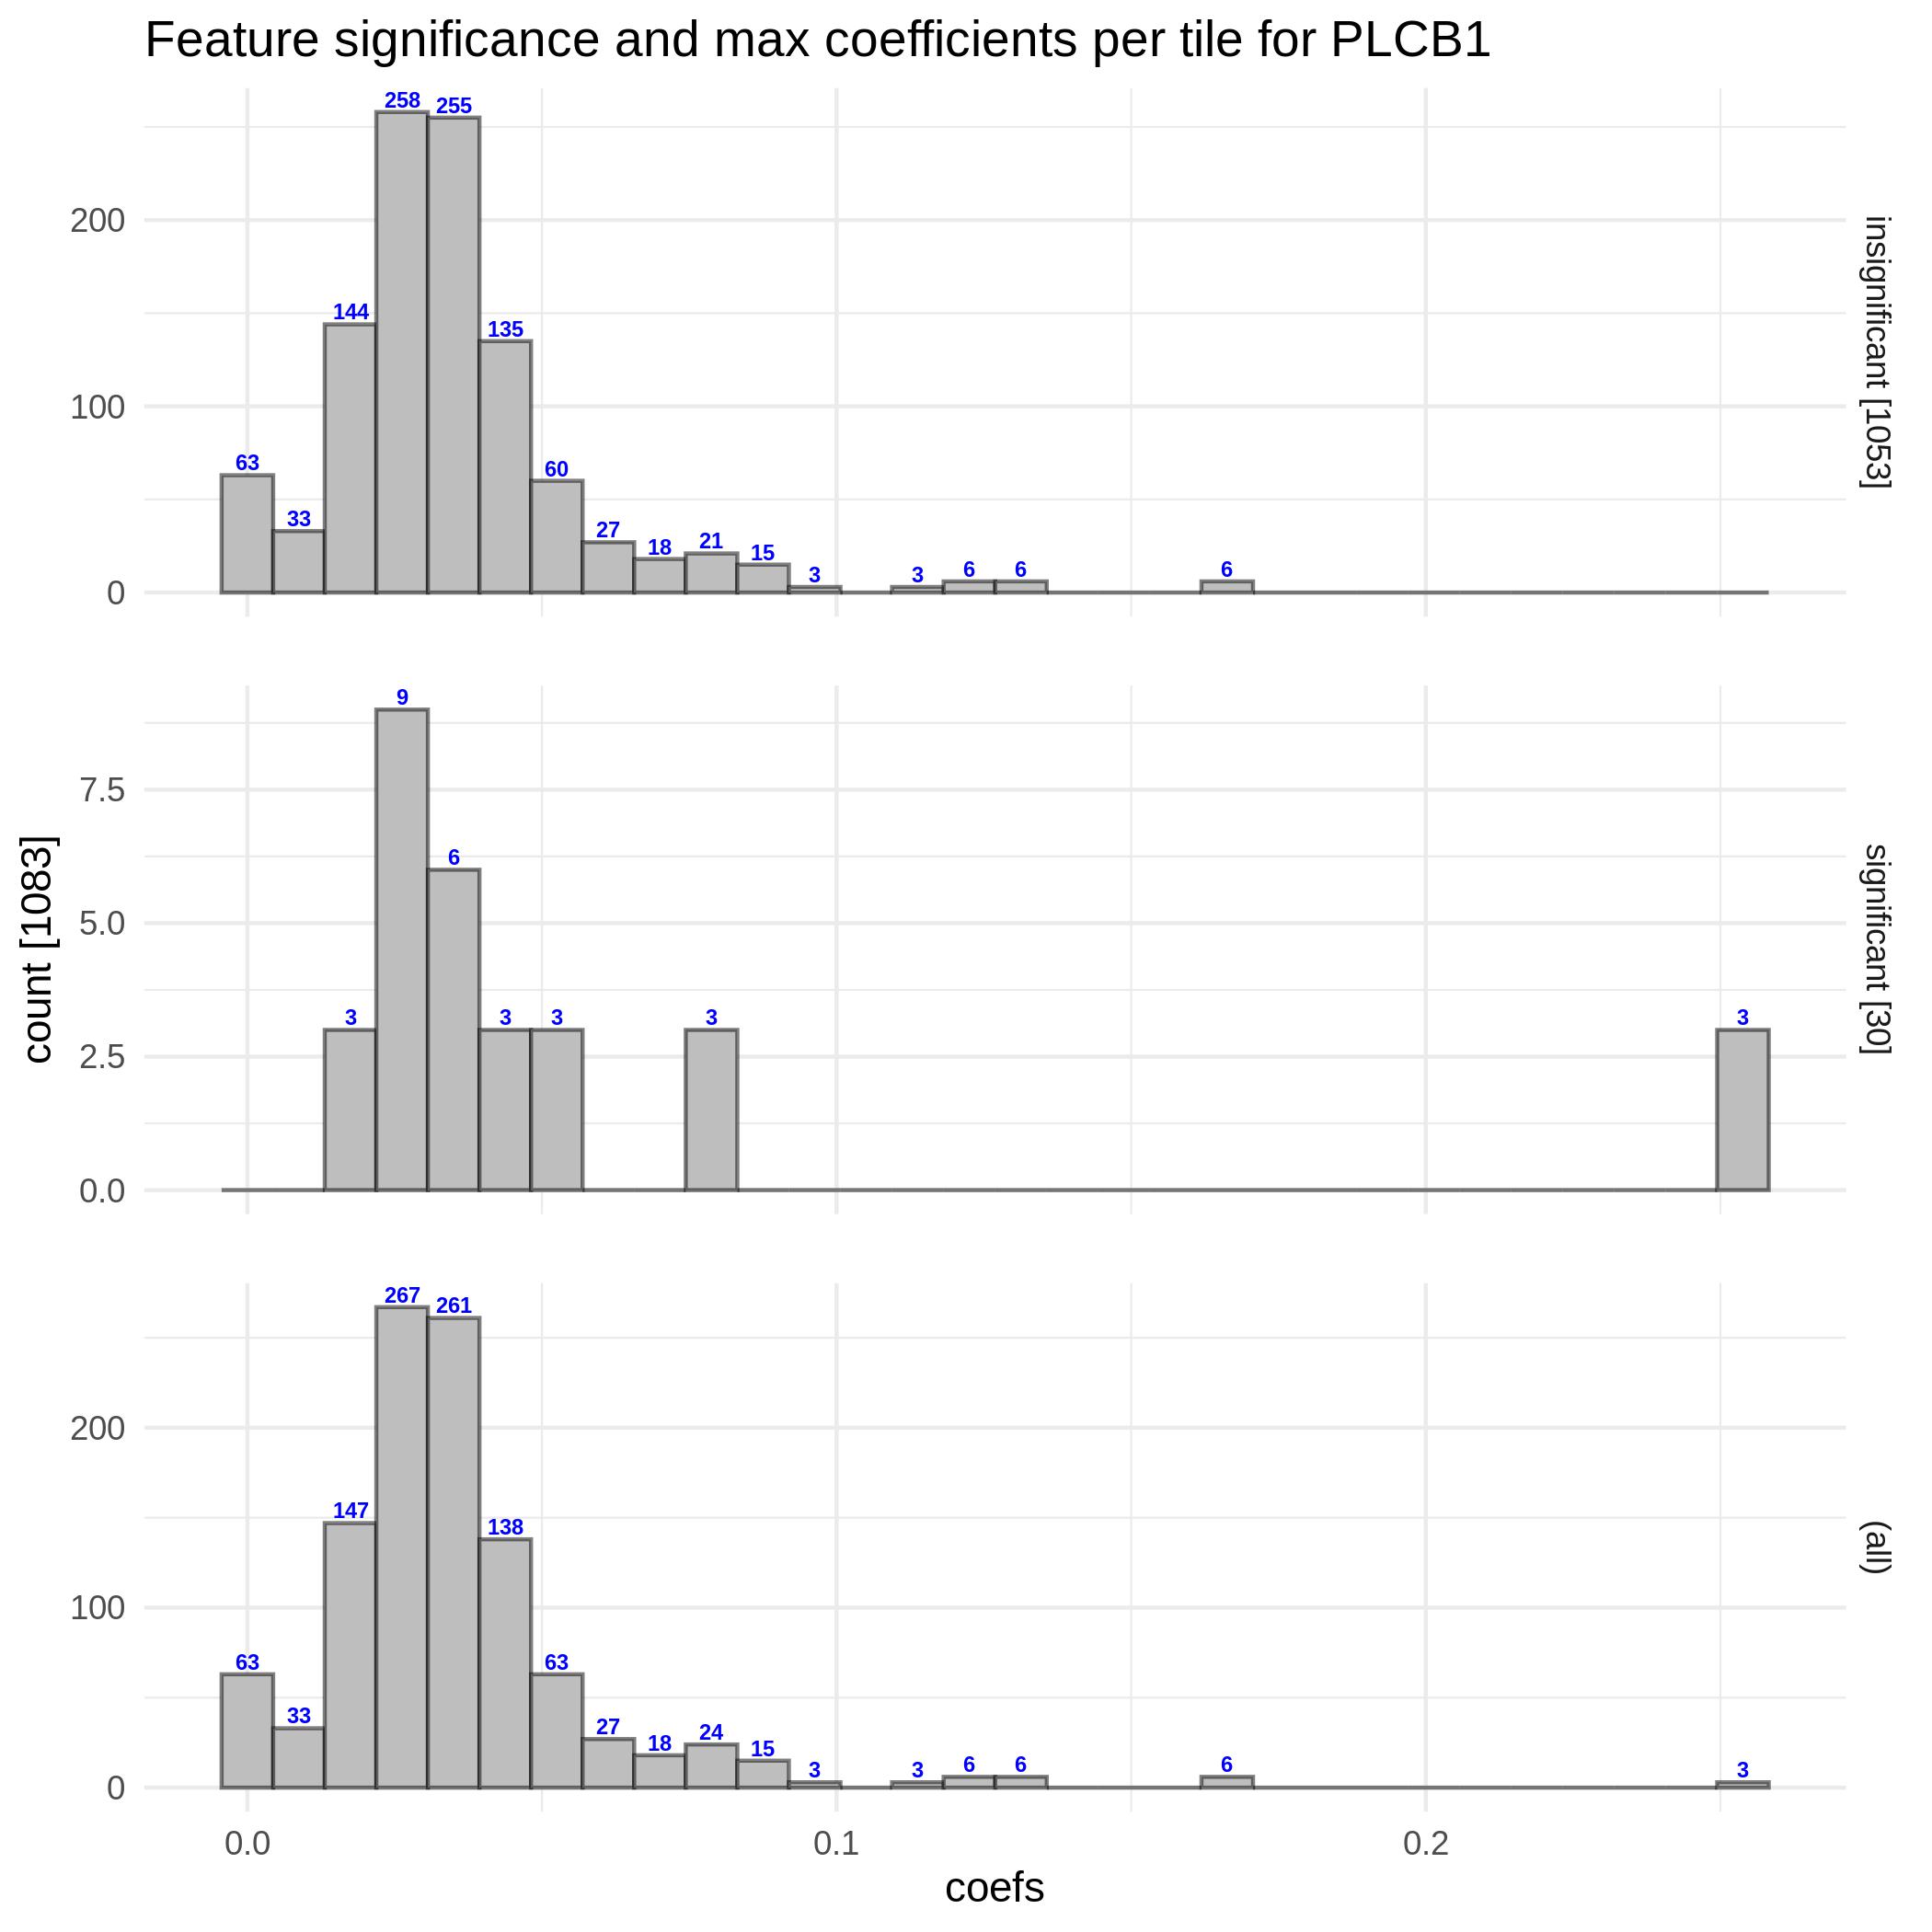 Feature significance and max coefficients per tile for PLCB1
258 255
144 135
63 33 60 27 18 21 15 3 3 6 6 6
200
100
0
insignificant [1053]
9
6
3 3 3 3 3
7.5
5.0
2.5
0.0
significant [30]
count [1083]
267 261
147 138
63 33 63 27 18 24 15 3 3 6 6 6 3
200
100
0
(all)
0.0 0.1 0.2
coefs